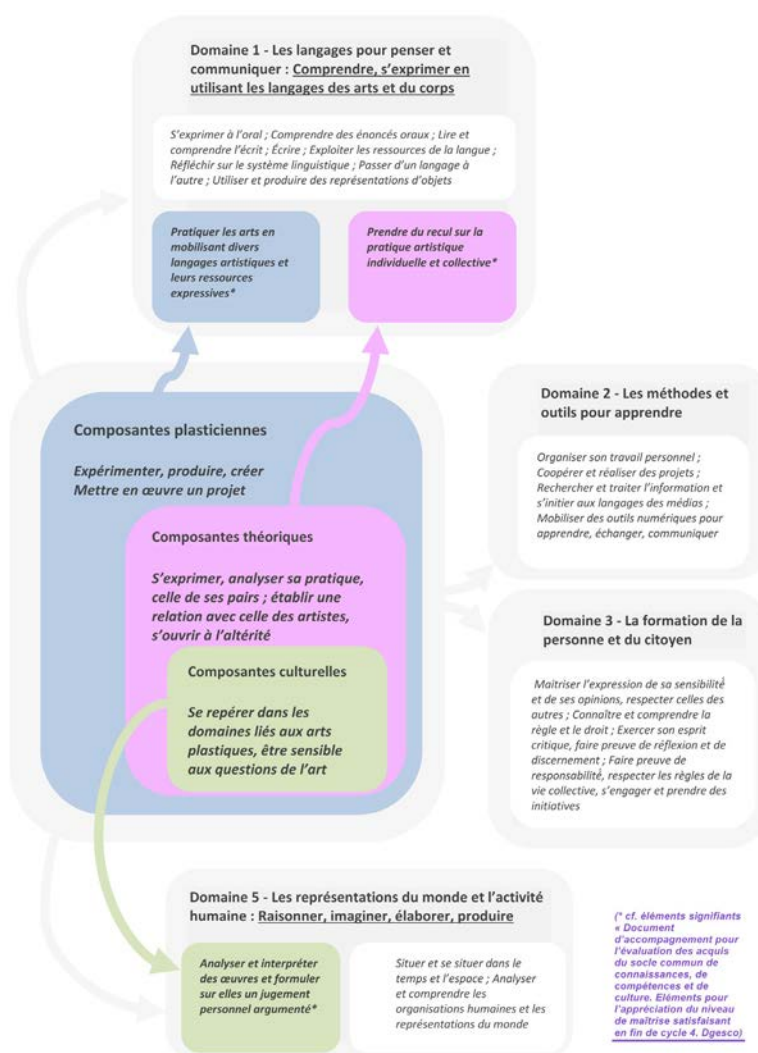 Domaine 1 - Les langages pour penser et
communiquer : Comprendre, s'exprimer en
utilisant les langages des arts et du corps
S'exprimer à l'oral ; Comprendre des énoncés oraux ; Lire et
comprendre l'écrit ; Écrire ; Exploiter les ressources de la langue ;
Réfléchir sur le système linguistique ; Passer d'un langage à
l'autre ; Utiliser et produire des représentations d'objets
Pratiquer les arts en
mobilisant divers
langages artistiques et
leurs ressources
expressives*
Prendre du recul sur la
pratique artistique
individuelle et collective*
Composantes plasticiennes
Expérimenter, produire, créer
Mettre en œuvre un projet
Composantes théoriques
S'exprimer, analyser sa pratique,
celle de ses pairs ; établir une
relation avec celle des artistes,
s'ouvrir à l'altérité
Composantes culturelles
Se repérer dans les
domaines liés aux arts
plastiques, être sensible
aux questions de l'art
Domaine 2 - Les méthodes et
outils pour apprendre
Organiser son travail personnel ;
Coopérer et réaliser des projets ;
Rechercher et traiter l'information et
s'initier aux langages des médias ;
Mobiliser des outils numériques pour
apprendre, échanger, communiquer
Domaine 3 - La formation de la
personne et du citoyen
Maitriser l'expression de sa sensibilité
et de ses opinions, respecter celles des
autres ; Connaître et comprendre la
règle et le droit ; Exercer son esprit
critique, faire preuve de réflexion et de
discernement ; Faire preuve de
responsabilité, respecter les règles de la
vie collective, s'engager et prendre des
initiatives
Domaine 5 - Les représentations du monde et l'activité
humaine : Raisonner, imaginer, élaborer, produire
Analyser et interpréter
des œuvres et formuler
sur elles un jugement
personnel argumenté*
Situer et se situer dans le
temps et l'espace ; Analyser
et comprendre les
organisations humaines et les
représentations du monde
(* cf. éléments signifiants
« Document
d'accompagnement pour
l'évaluation des acquis
du socle commun de
connaissances, de
compétences et de
culture. Eléments pour
l'appréciation du niveau
de maîtrise satisfaisant
en fin de cycle 4. Dgesco)